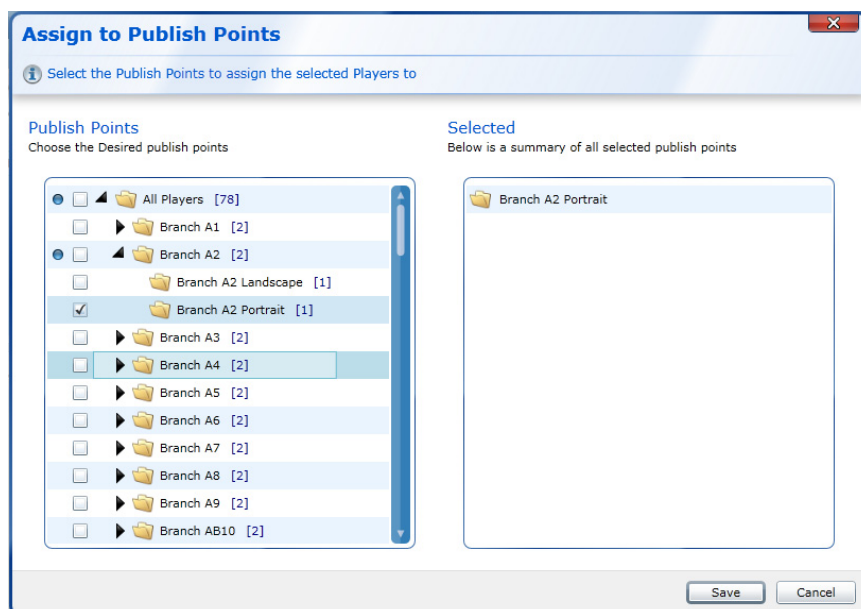 Assign to Publish Points
Select the Publish Points to assign the selected Players to
Publish Points
Choose the Desired publish points
Selected
Below is a summary of all selected publish points
All Players [78]
Branch A1 [2]
Branch A2 [2]
Branch A2 Landscape [1]
Branch A2 Portrait [1]
Branch A3 [2]
Branch A4 [2]
Branch A5 [2]
Branch A6 [2]
Branch A7 [2]
Branch A8 [2]
Branch A9 [2]
Branch AB10 [2]
Branch A2 Portrait
Save Cancel